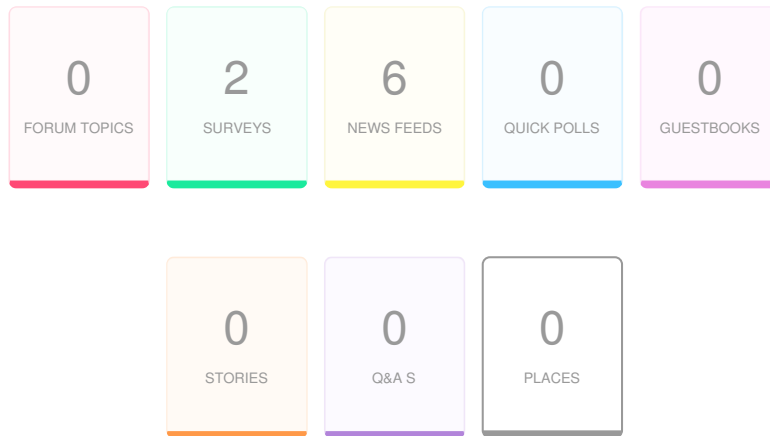 0
2
6
0
0
FORUM TOPICS
SURVEYS
NEWS FEEDS
QUICK POLLS
GUESTBOOKS
0
0
0
STORIES
Q&A S
PLACES